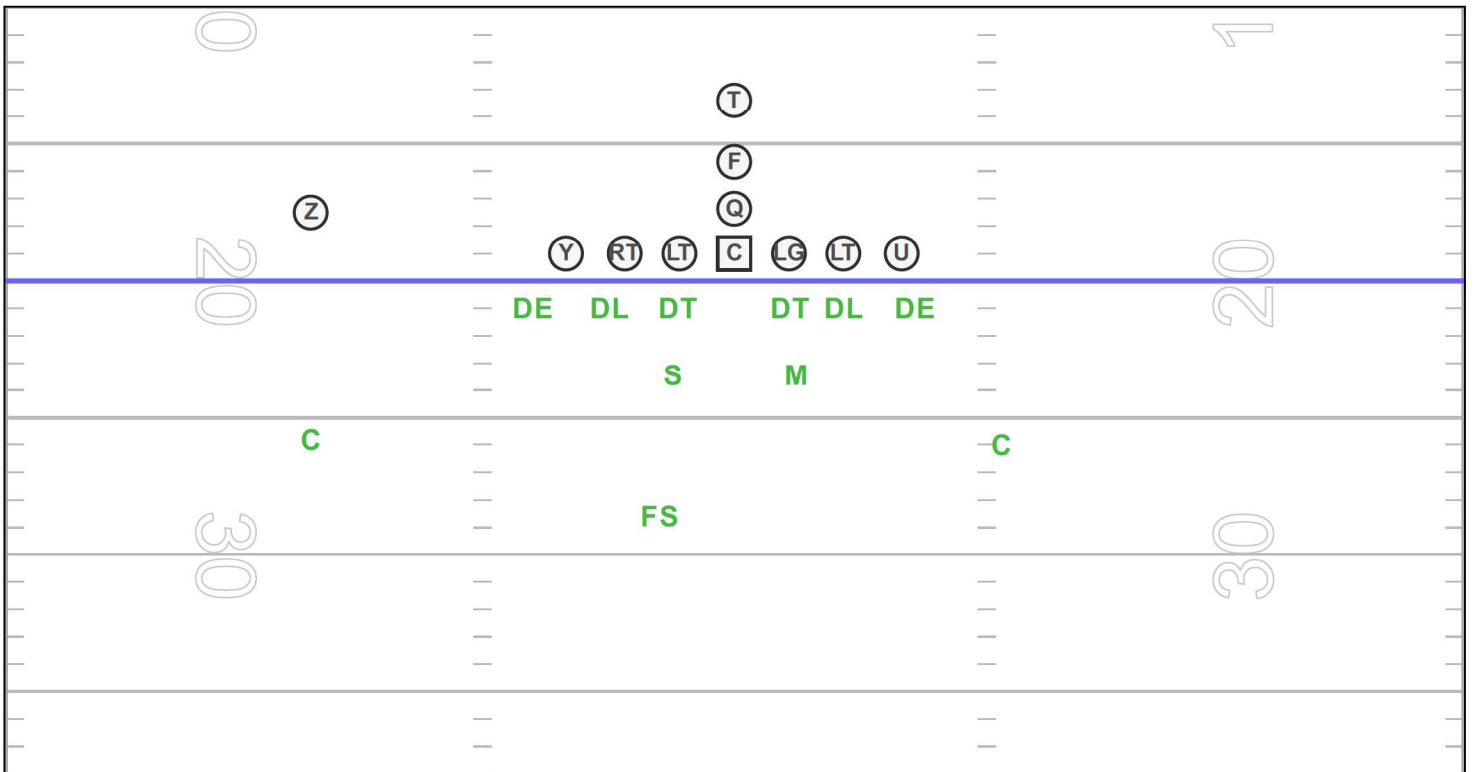 0 1
T
F
Q
Z
Y RT LT C LG LT U
20 20
DE DL DT DT DL DE
S M
C C
FS
30 30